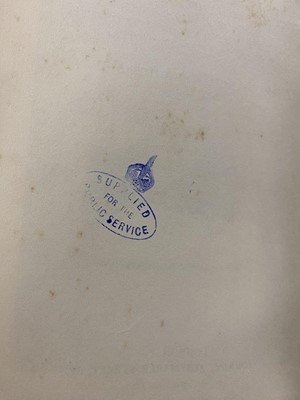 SUPPLIED
FOR THE
PUBLIC SERVICE